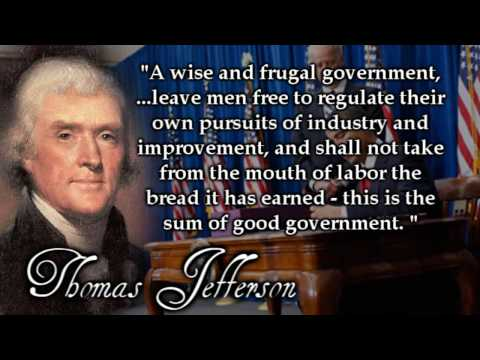 "A wise and frugal government,
...leave men free to regulate their
own pursuits of industry and
improvement, and shall not take
from the mouth of labor the
bread it has earned - this is the
sum of good government. "
Thomas Jefferson